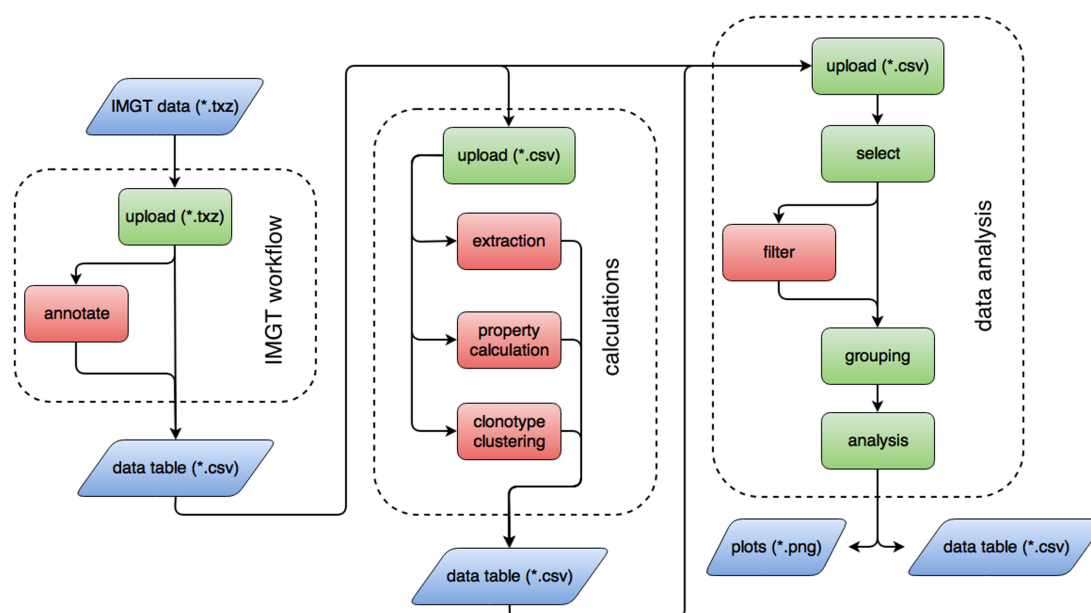 IMGT data (*.txz)
upload (*.txz)
annotate
IMGT workflow
data table (*.csv)
upload (*.csv)
extraction
property
calculation
clonotype
clustering
calculations
data table (*.csv)
upload (*.csv)
select
filter
grouping
analysis
data analysis
plots (*.png)
data table (*.csv)